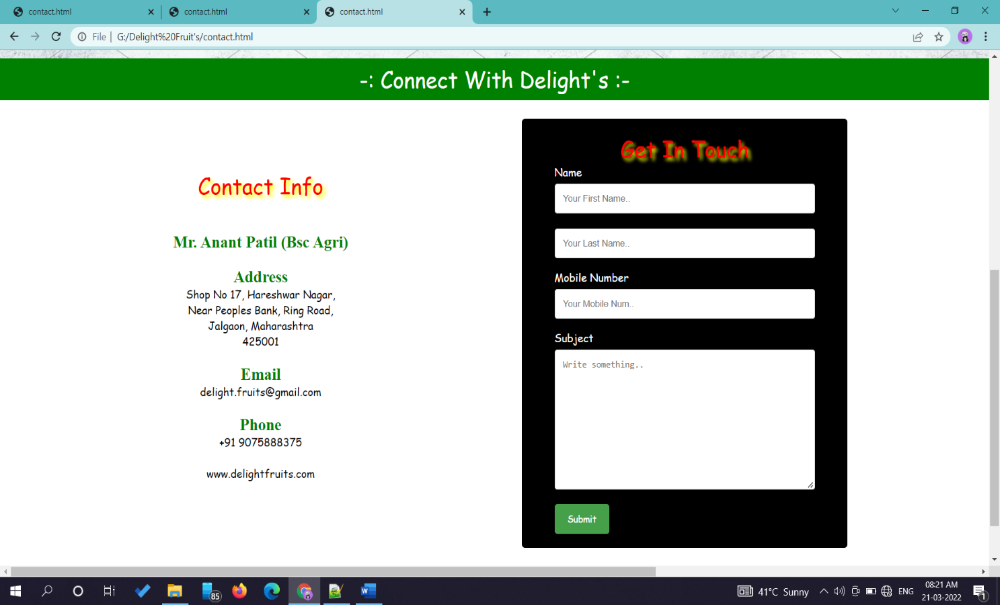 contact.html
contact.html
contact.html
File | G:/Delight%20Fruit's/contact.html
-: Connect With Delight's :-
Contact Info
Mr. Anant Patil (Bsc Agri)
Address
Shop No 17, Hareshwar Nagar,
Near Peoples Bank, Ring Road,
Jalgaon, Maharashtra
425001
Email
delight.fruits@gmail.com
Phone
+91 9075888375
www.delightfruits.com
Get In Touch
Name
Your First Name..
Your Last Name..
Mobile Number
Your Mobile Num..
Subject
Write something..
Submit
85
W
41°C Sunny
ENG
08:21 AM
21-03-2022
1